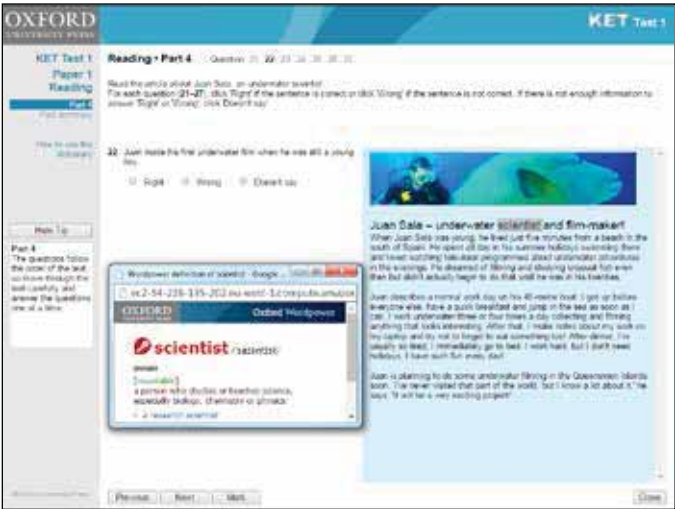 OXFORD
UNIVERSITY PRESS
KET Test 1
KET Test 1
Paper 1
Reading
Part 4
How to use the
dictionary
Help Tip
Part 4
The questions follow
the order of the text
so move through the
text carefully and
answer the questions
one at a time.
Reading • Part 4 Question 21 22 23 24 25 26 27
Read the article about Juan Sala, an underwater scientist.
For each question (21–27), click 'Right' if the sentence is correct or click 'Wrong' if the sentence is not correct. If there is not enough information to
answer 'Right' or 'Wrong', click 'Doesn't say'.
22 Juan made his first underwater film when he was still a young
boy.
Right Wrong Doesn't say
Wordpower definition of scientist - Google
OXFORD Oxford Wordpower
scientist
noun
[countable]
a person who studies or teaches science,
especially biology, chemistry or physics
a research scientist
Juan Sala – underwater scientist and film-maker!
When Juan Sala was young, he lived just five minutes from a beach in the
south of Spain. He spent all day in his summer holidays swimming there
and loved watching television programmes about underwater adventures
in the evenings. He dreamed of filming and studying unusual fish even
then but didn't actually begin to do that until he was in his twenties.
Juan describes a normal work day on his 40-metre boat. 'I get up before
everyone else, have a quick breakfast and jump in the sea as soon as I
can. I work underwater three or four times a day collecting and filming
anything that looks interesting. After that, I make notes about my work on
my laptop and try not to forget to eat something too! After dinner, I'm
usually so tired, I immediately go to bed. I work hard, but I don't need
holidays. I have such fun every day!'
Juan is planning to do some underwater filming in the Queensmen Islands
soon. 'I've never visited that part of the world, but I know a lot about it,' he
says. 'It will be a very exciting project!'
Previous Next Mark
Close